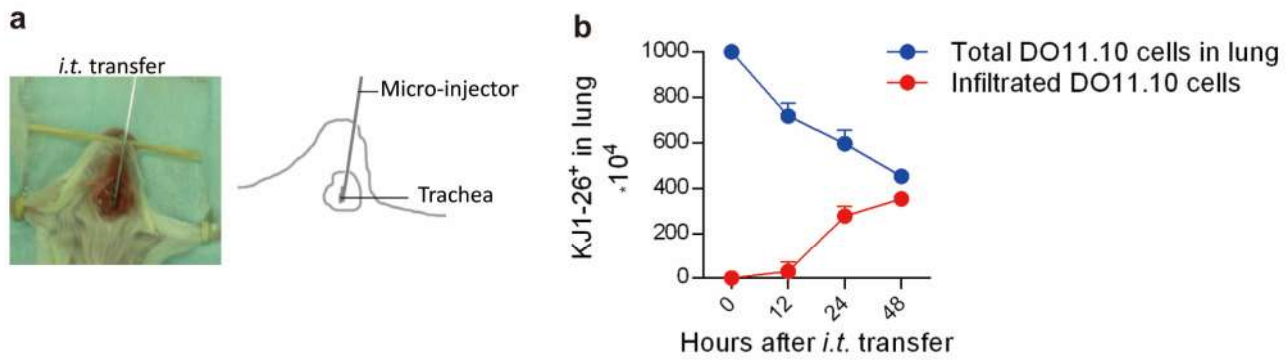 a
i.t. transfer
Micro-injector
Trachea
b
KJ1-26⁺ in lung
*10⁴
1000
800
600
400
200
0
0
12
24
48
Hours after i.t. transfer
Total DO11.10 cells in lung
Infiltrated DO11.10 cells